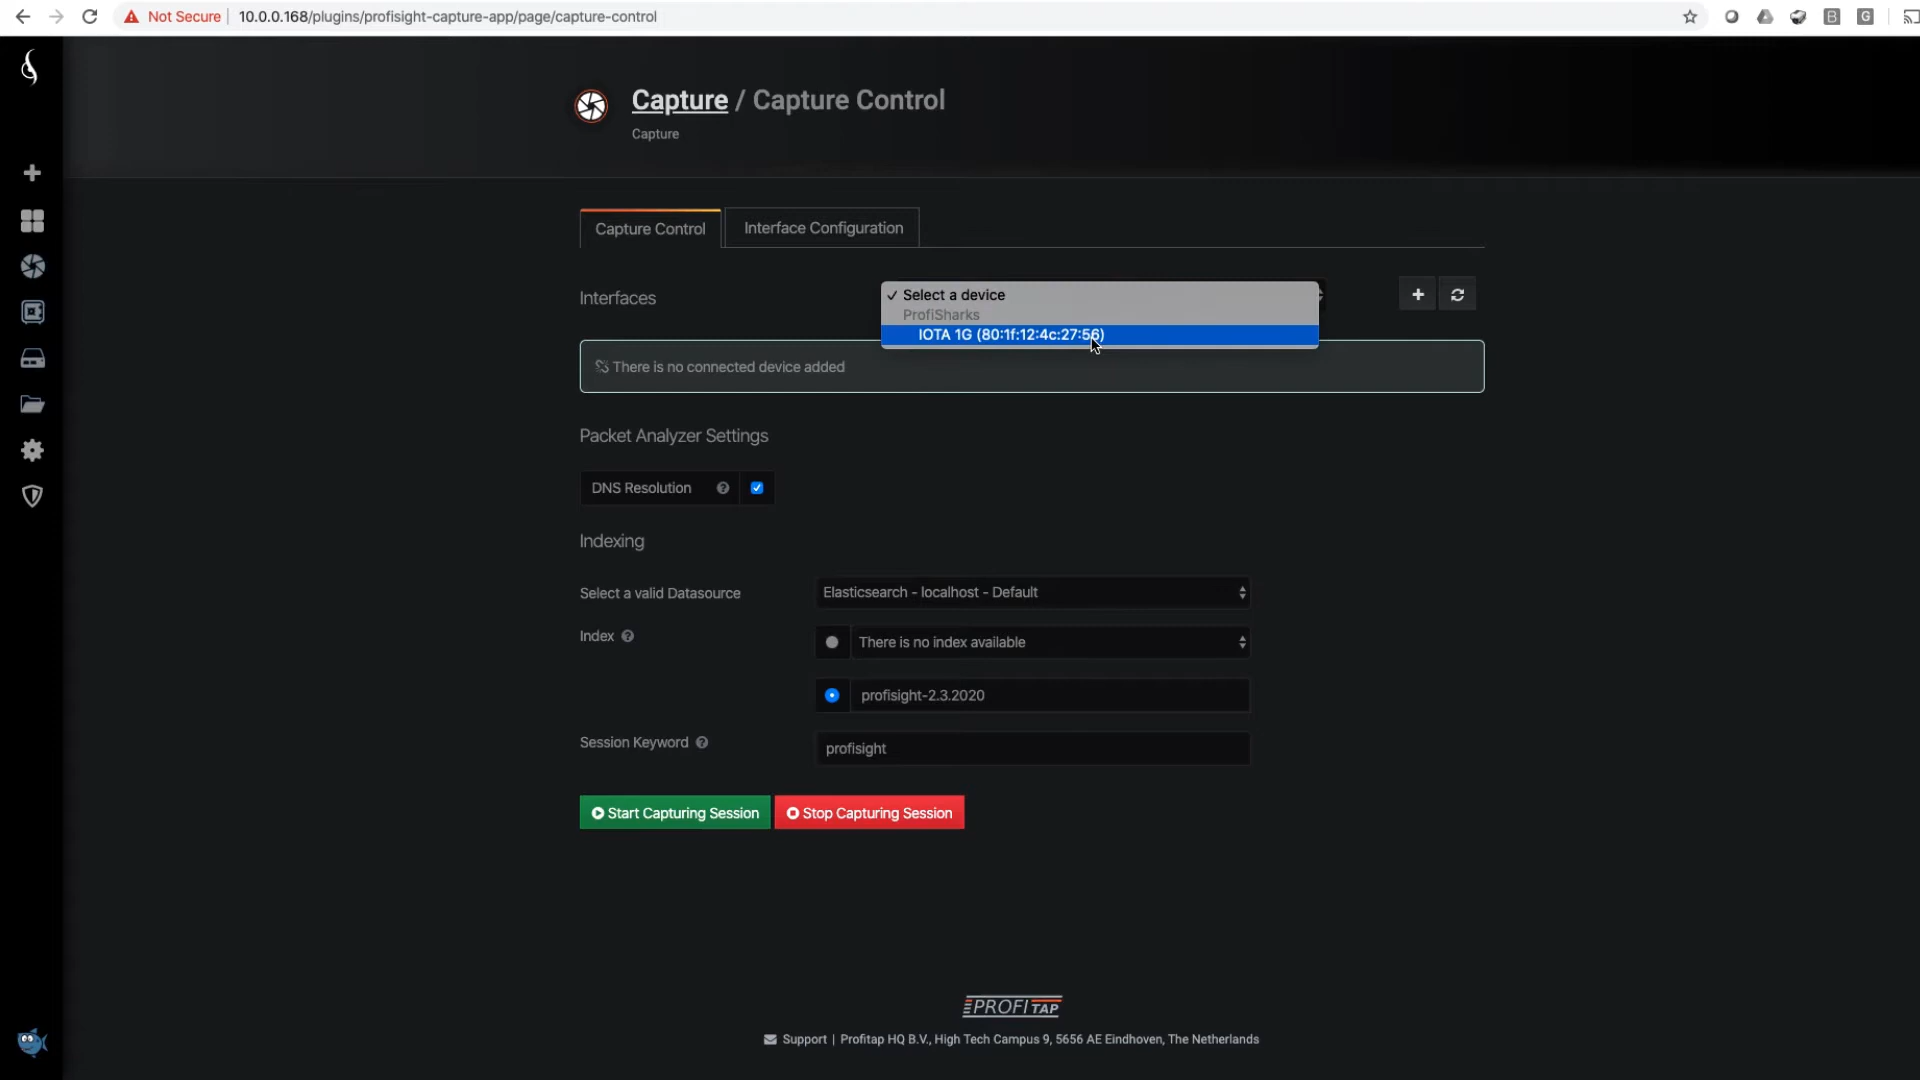 Not Secure 10.0.0.168/plugins/profisight-capture-app/page/capture-control
B
G
Capture / Capture Control
Capture
Capture Control
Interface Configuration
Interfaces
✓ Select a device
ProfiSharks
IOTA 1G (80:1f:12:4c:27:56)
There is no connected device added
Packet Analyzer Settings
DNS Resolution
Indexing
Select a valid Datasource
Elasticsearch - localhost - Default
Index
There is no index available
profisight-2.3.2020
Session Keyword
profisight
Start Capturing Session
Stop Capturing Session
PROFITAP
Support | Profitap HQ B.V., High Tech Campus 9, 5656 AE Eindhoven, The Netherlands